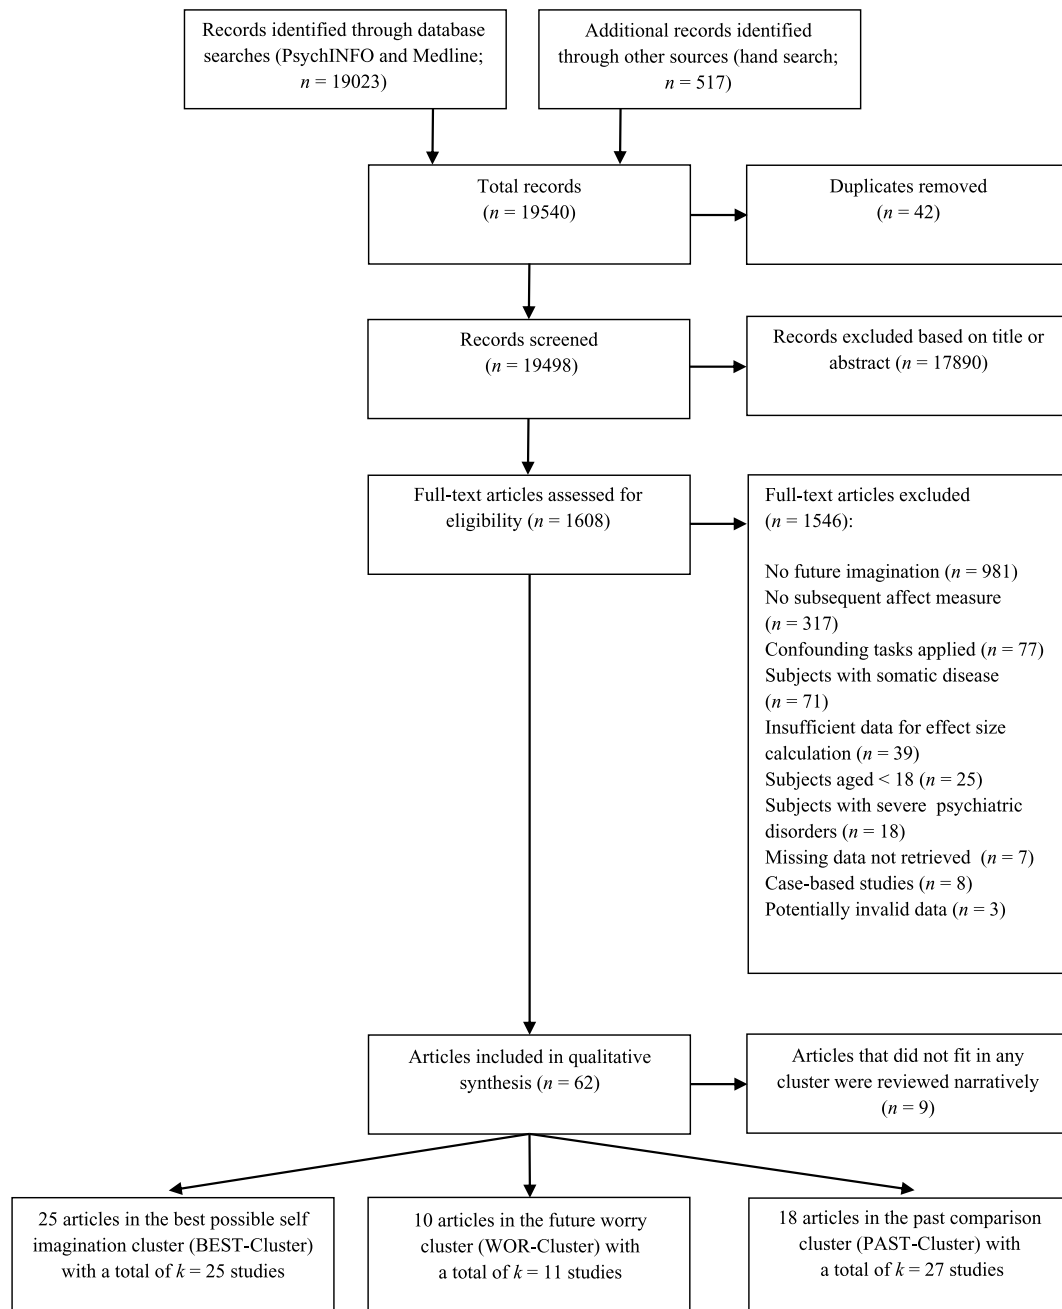 Records identified through database
searches (PsychINFO and Medline;
n = 19023)
Additional records identified
through other sources (hand search;
n = 517)
Total records
(n = 19540)
Duplicates removed
(n = 42)
Records screened
(n = 19498)
Records excluded based on title or
abstract (n = 17890)
Full-text articles assessed for
eligibility (n = 1608)
Full-text articles excluded
(n = 1546):
No future imagination (n = 981)
No subsequent affect measure
(n = 317)
Confounding tasks applied (n = 77)
Subjects with somatic disease
(n = 71)
Insufficient data for effect size
calculation (n = 39)
Subjects aged < 18 (n = 25)
Subjects with severe psychiatric
disorders (n = 18)
Missing data not retrieved (n = 7)
Case-based studies (n = 8)
Potentially invalid data (n = 3)
Articles included in qualitative
synthesis (n = 62)
Articles that did not fit in any
cluster were reviewed narratively
(n = 9)
25 articles in the best possible self
imagination cluster (BEST-Cluster)
with a total of k = 25 studies
10 articles in the future worry
cluster (WOR-Cluster) with
a total of k = 11 studies
18 articles in the past comparison
cluster (PAST-Cluster) with
a total of k = 27 studies